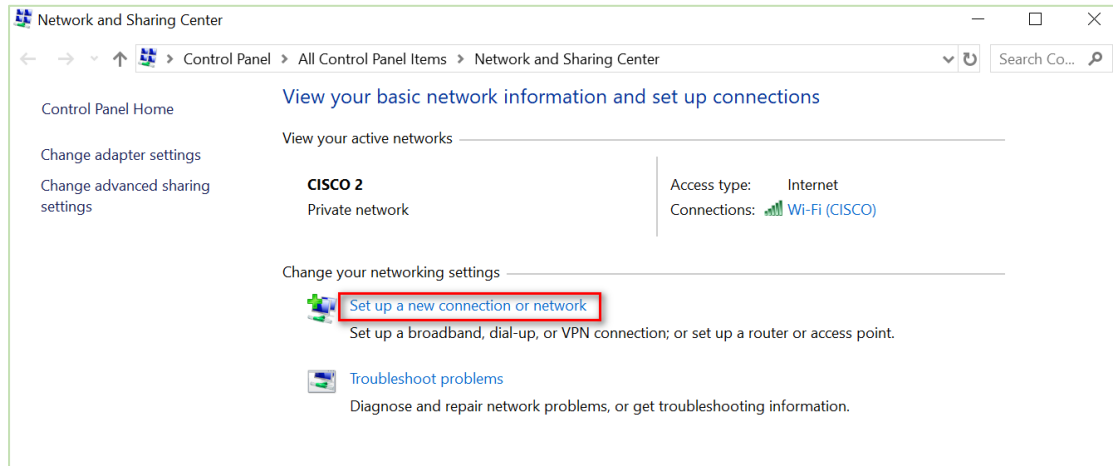 Network and Sharing Center
Control Panel > All Control Panel Items > Network and Sharing Center
Search Co...
Control Panel Home
Change adapter settings
Change advanced sharing
settings
View your basic network information and set up connections
View your active networks
CISCO 2
Private network
Access type: Internet
Connections: Wi-Fi (CISCO)
Change your networking settings
Set up a new connection or network
Set up a broadband, dial-up, or VPN connection; or set up a router or access point.
Troubleshoot problems
Diagnose and repair network problems, or get troubleshooting information.